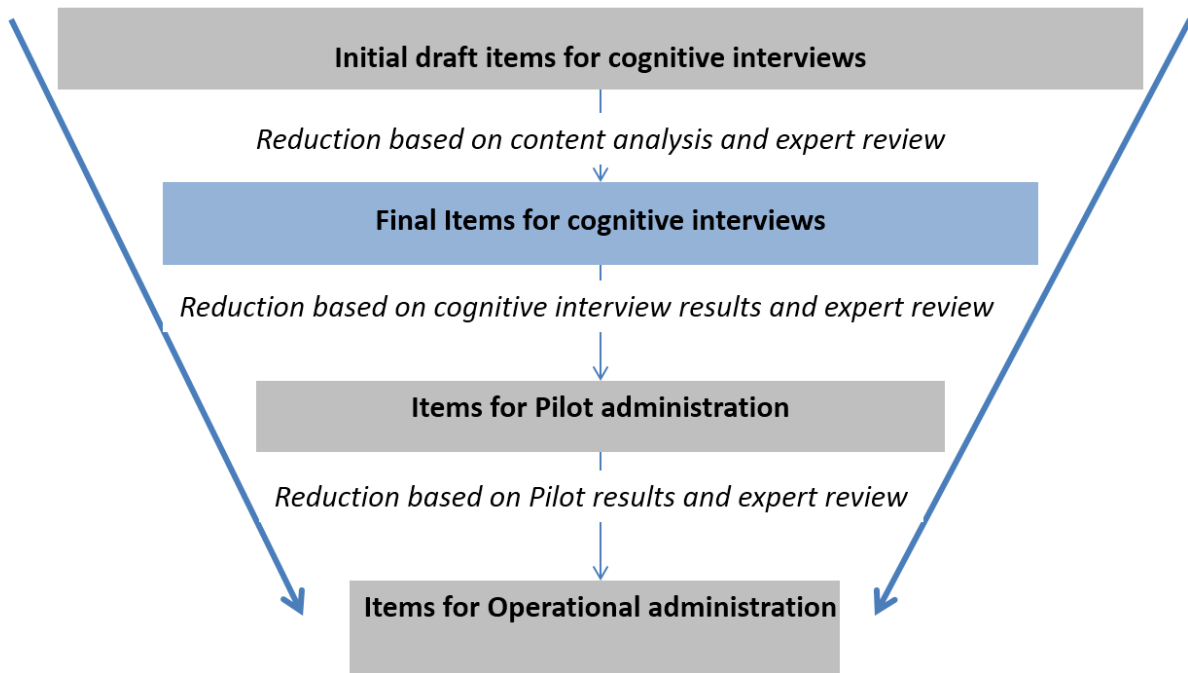 Initial draft items for cognitive interviews
Reduction based on content analysis and expert review
Final Items for cognitive interviews
Reduction based on cognitive interview results and expert review
Items for Pilot administration
Reduction based on Pilot results and expert review
Items for Operational administration